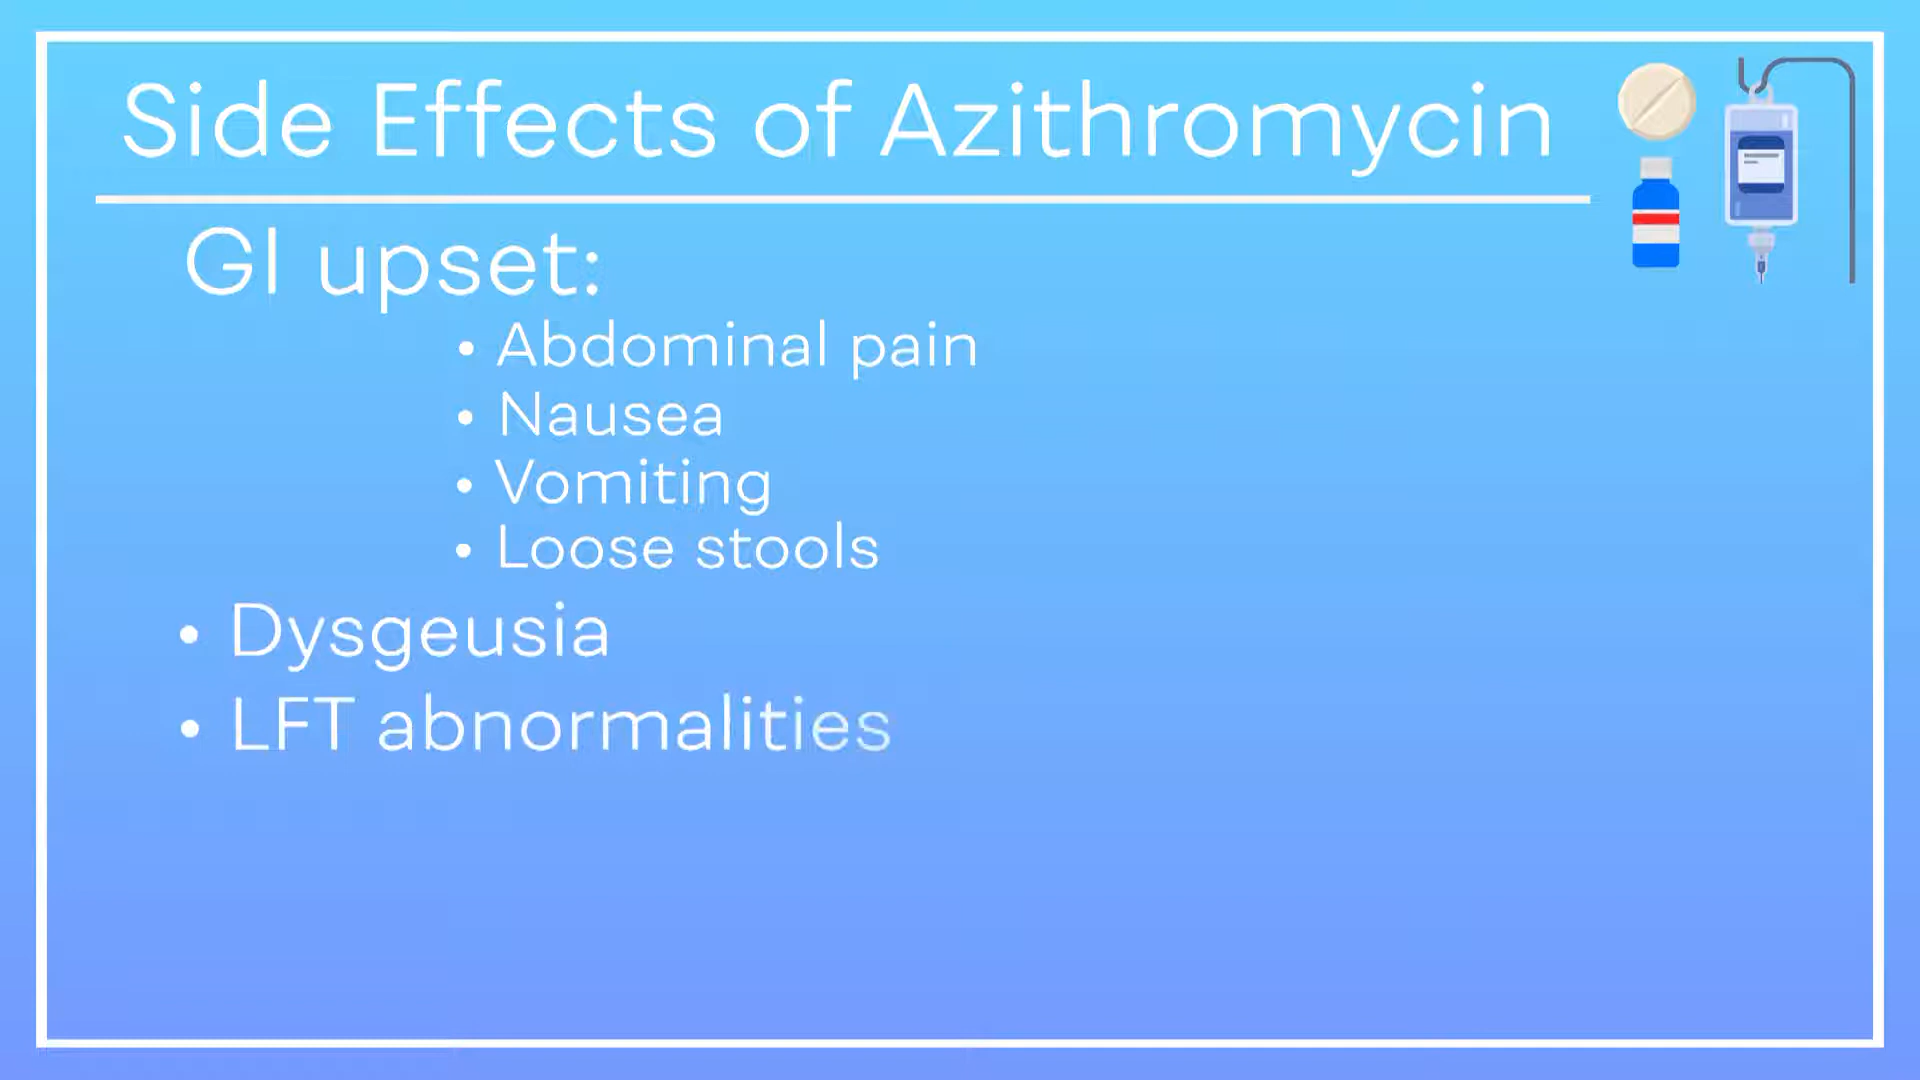 Side Effects of Azithromycin
GI upset:
• Abdominal pain
• Nausea
• Vomiting
• Loose stools
• Dysgeusia
• LFT abnormalities